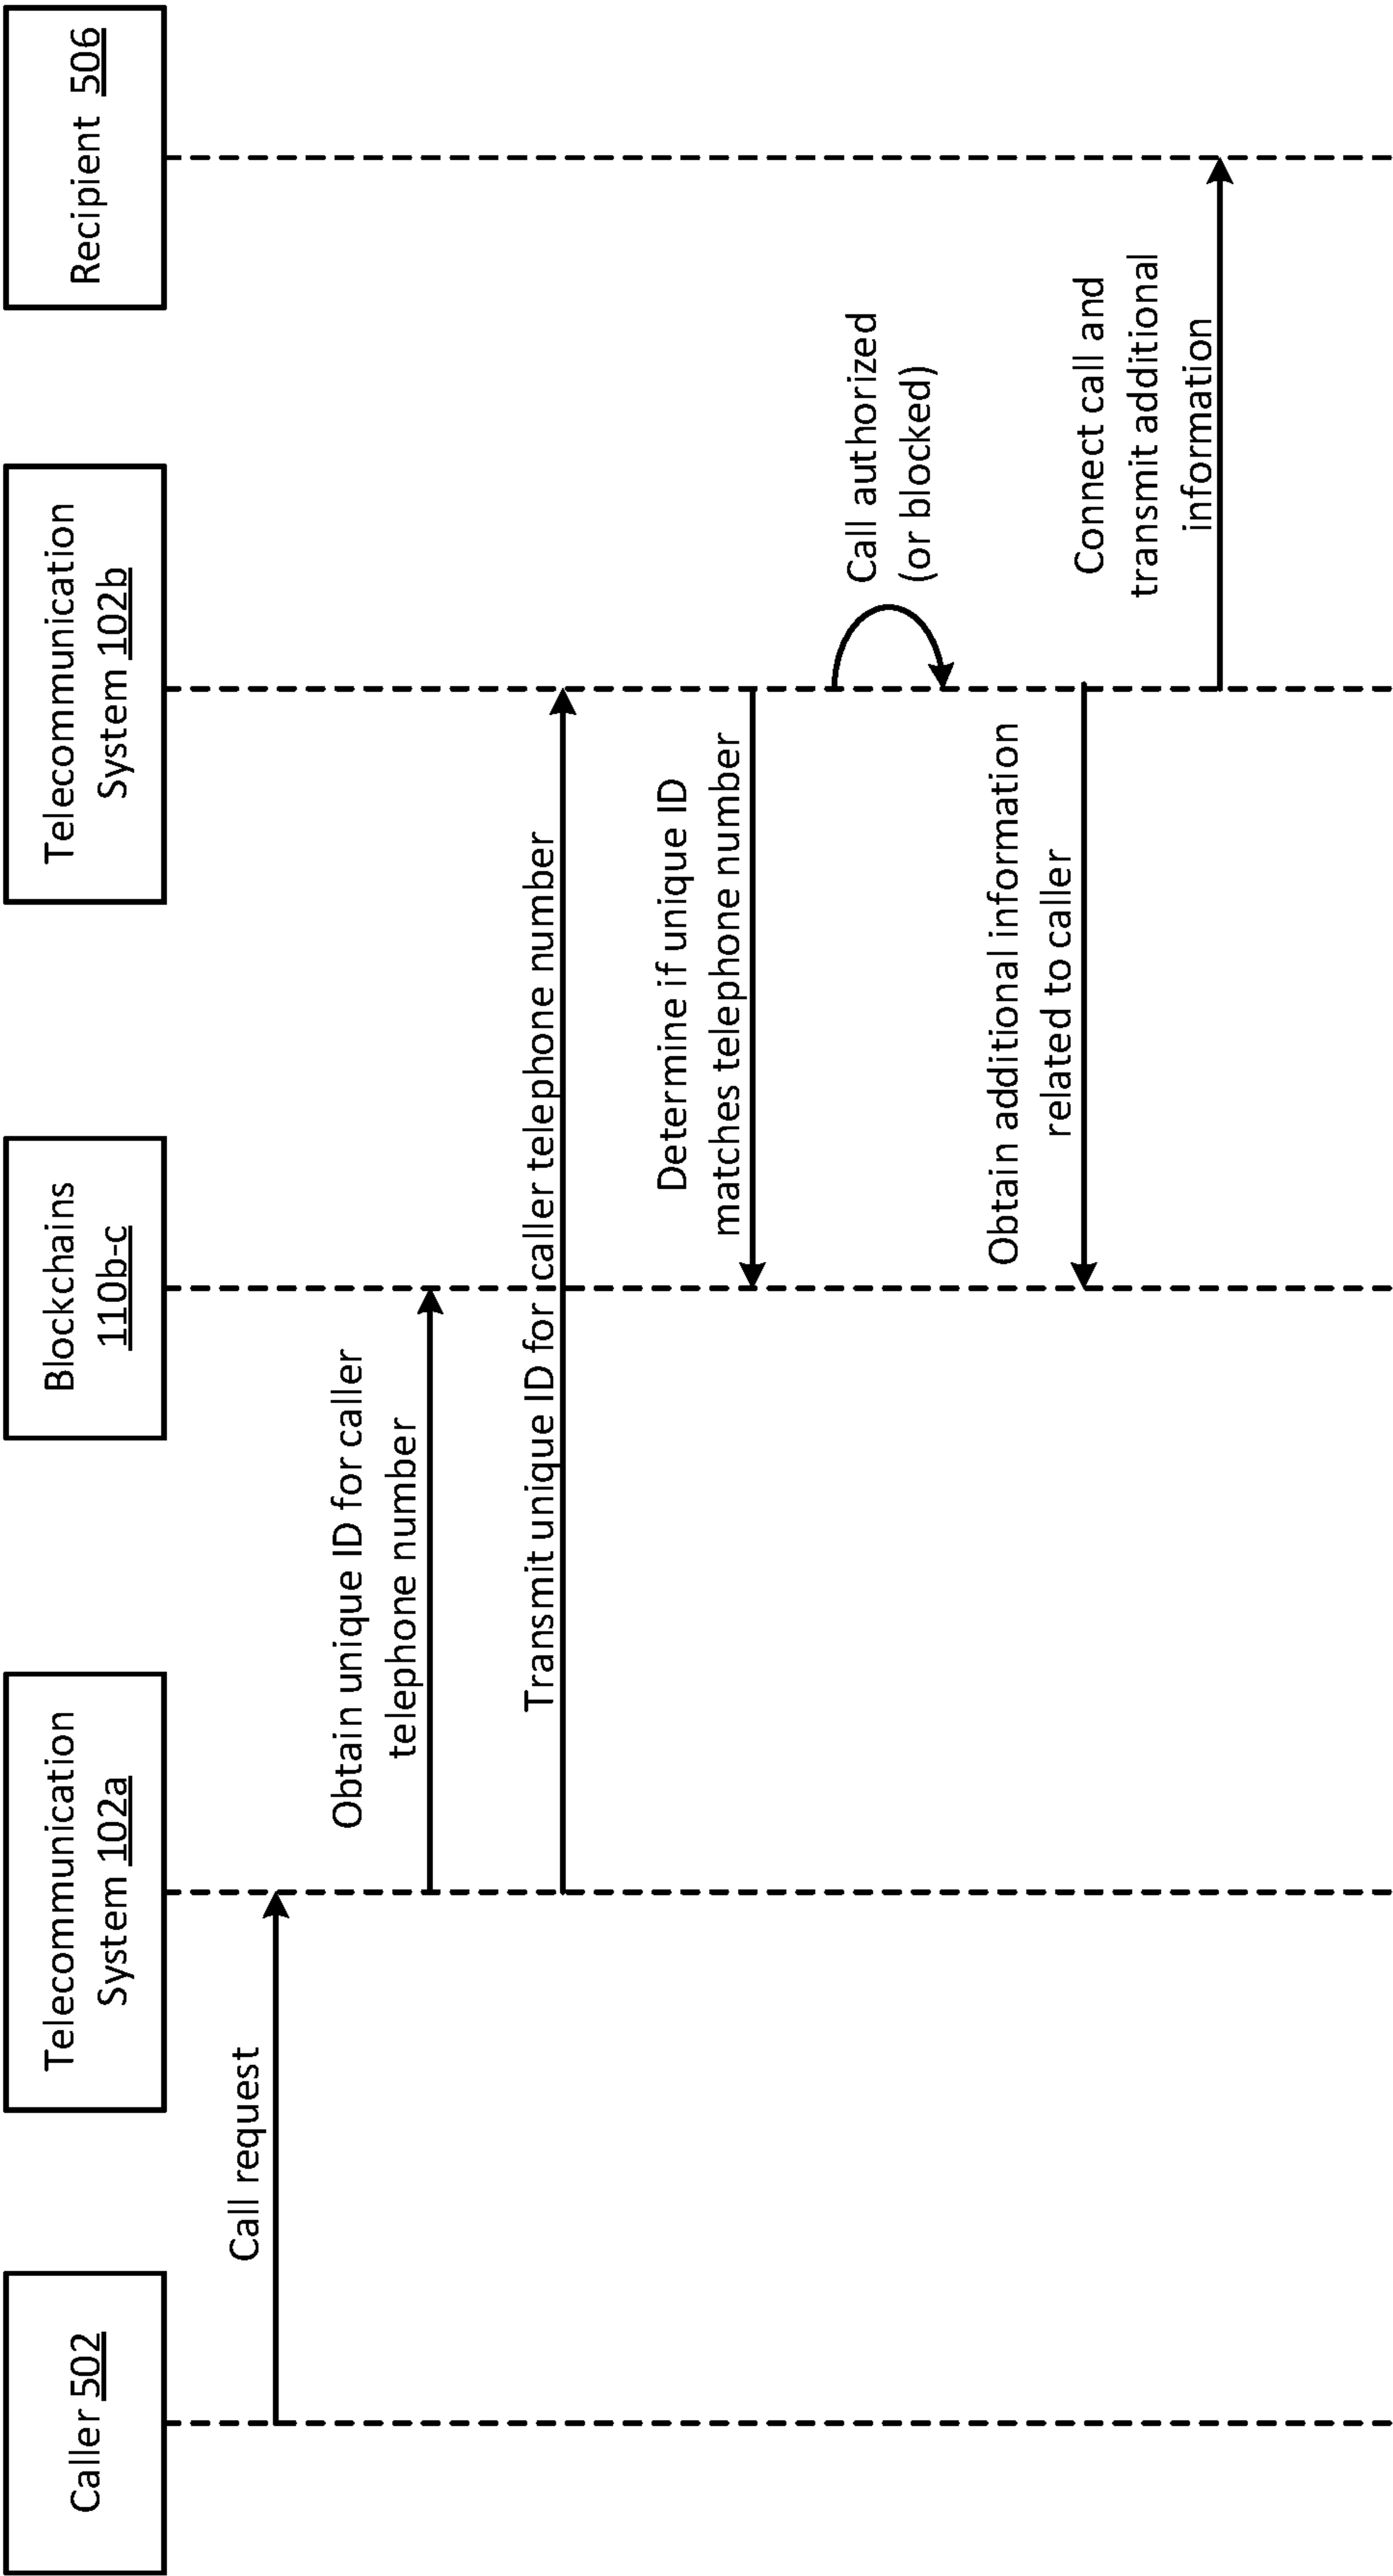 Caller 502
Telecommunication
System 102a
Blockchains
110b-c
Telecommunication
System 102b
Recipient 506
Call request
Obtain unique ID for caller
telephone number
Transmit unique ID for caller telephone number
Determine if unique ID
matches telephone number
Call authorized
(or blocked)
Obtain additional information
related to caller
Connect call and
transmit additional
information